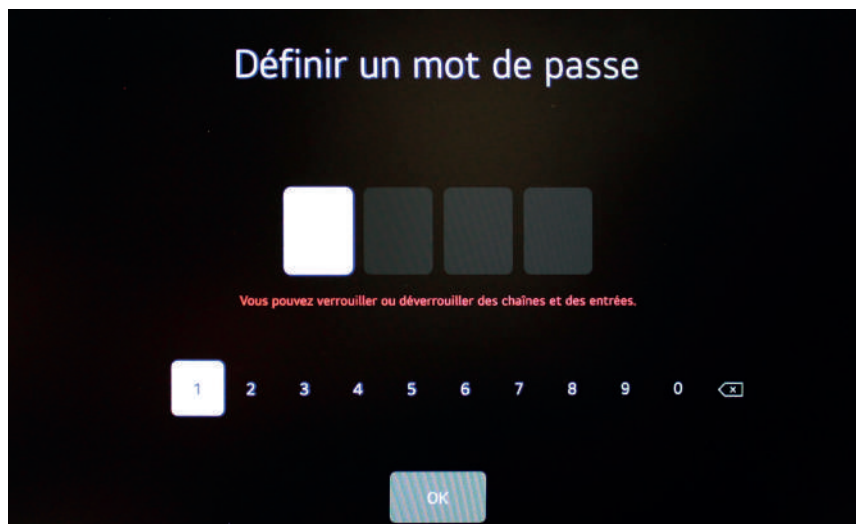 Définir un mot de passe
Vous pouvez verrouiller ou déverrouiller des chaînes et des entrées.
1 2 3 4 5 6 7 8 9 0
OK